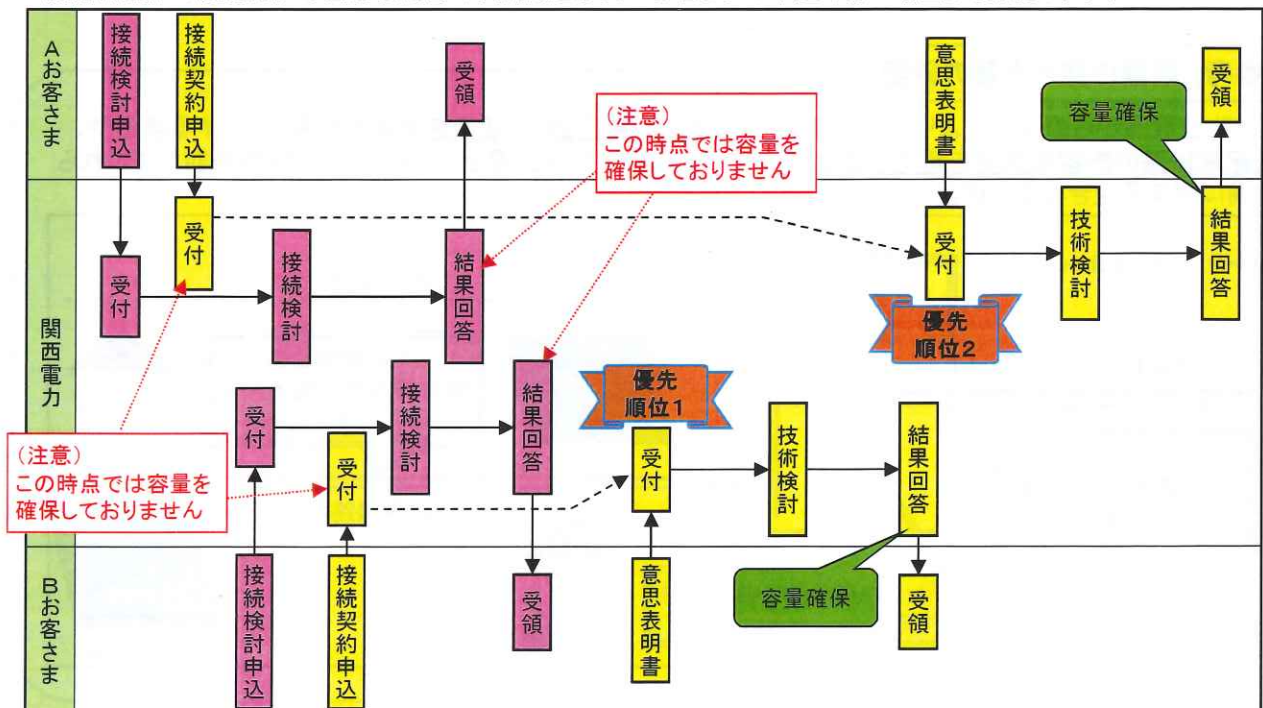 Aお客さま
接続検討申込
接続契約申込
受領
意思表明書
受領
容量確保
(注意)
この時点では容量を
確保しておりません
関西電力
受付
受付
接続検討
結果回答
受付
技術検討
結果回答
優先
順位2
受付
受付
接続検討
結果回答
優先
順位1
受付
技術検討
結果回答
(注意)
この時点では容量を
確保しておりません
Bお客さま
接続検討申込
接続契約申込
受領
意思表明書
容量確保
受領